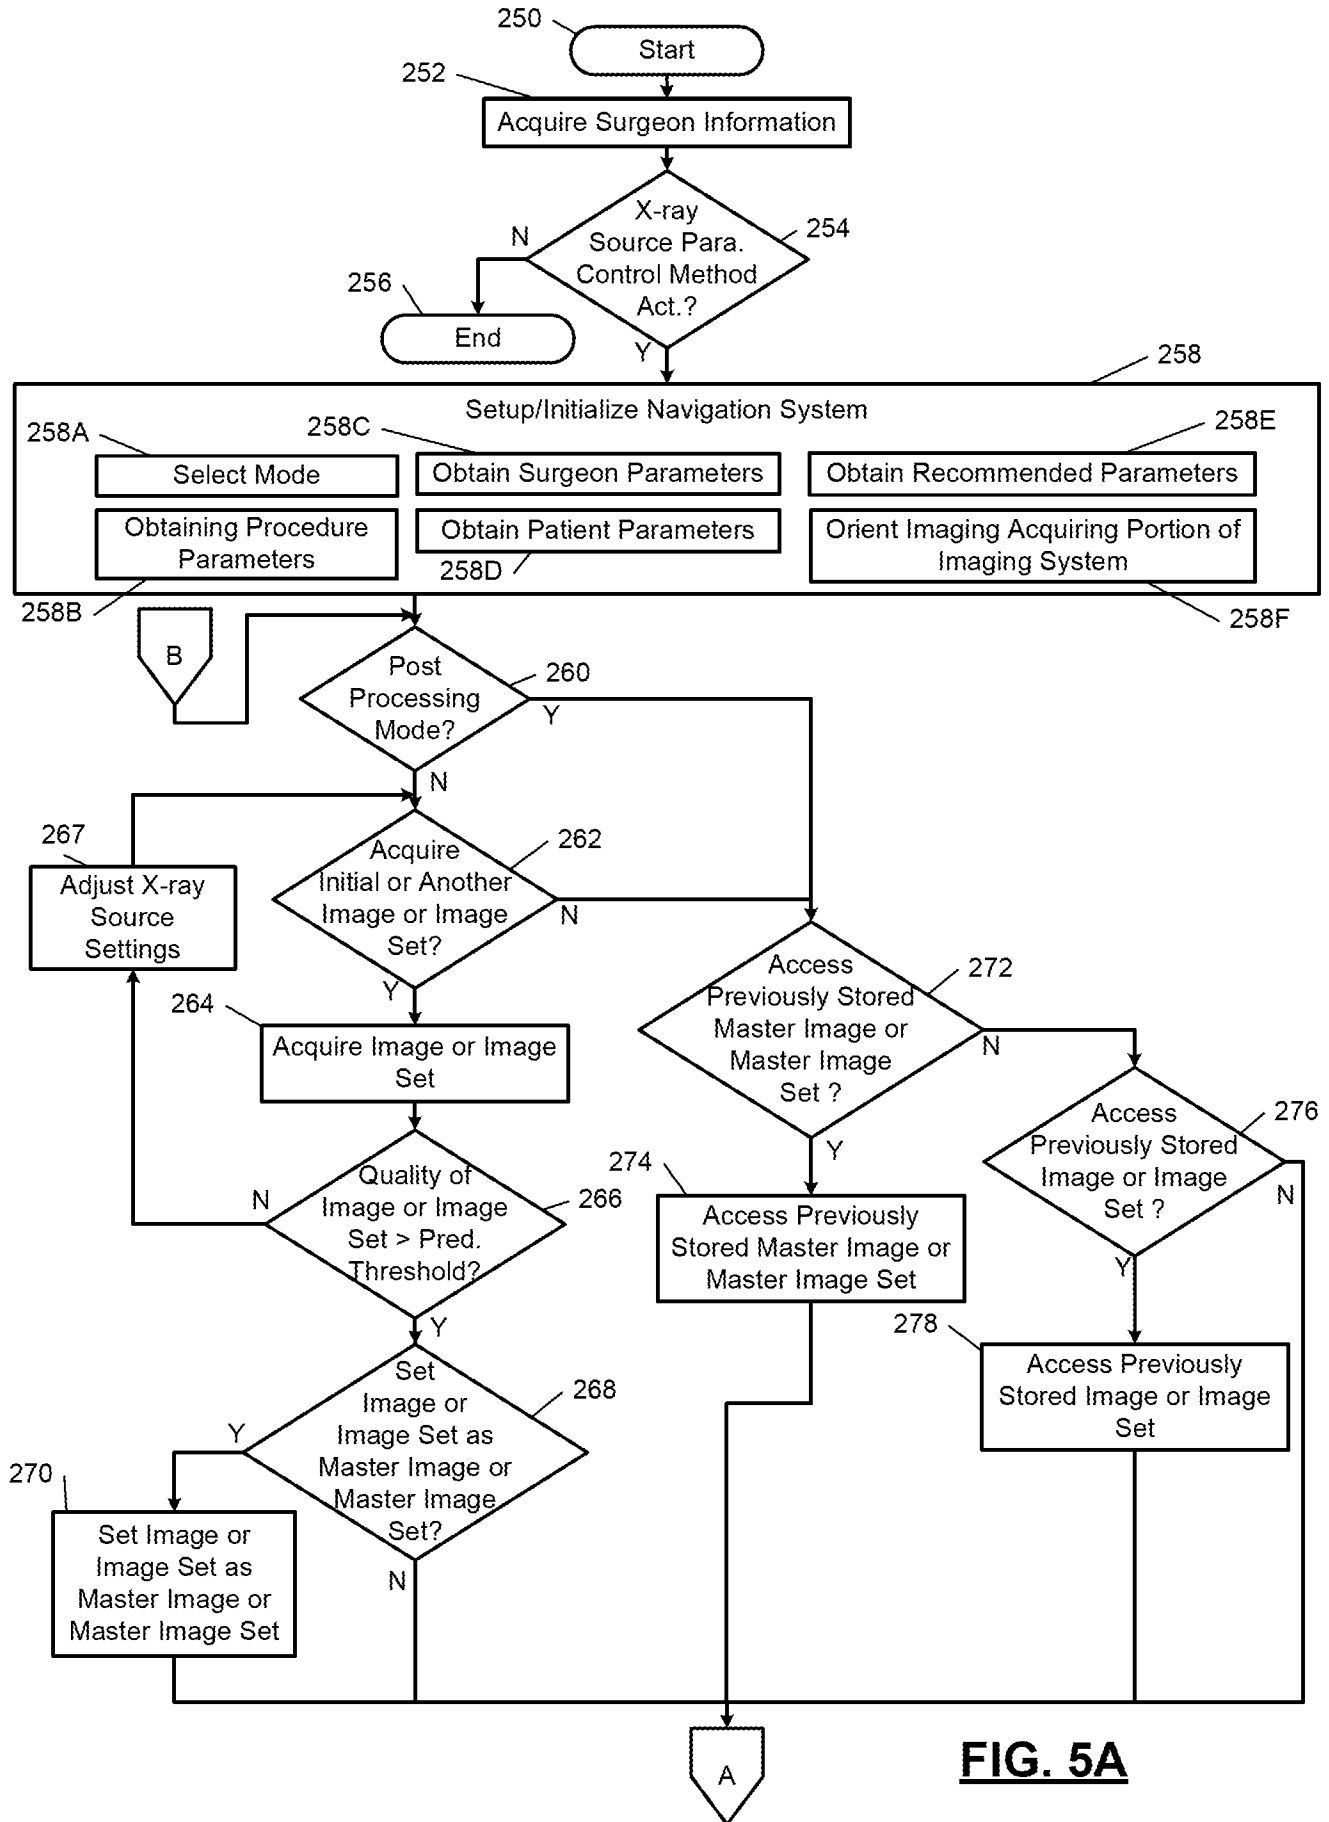 250
Start
252
Acquire Surgeon Information
X-ray
Source Para.
Control Method
Act.?
254
N
256
End
Y
258
Setup/Initialize Navigation System
258A
Select Mode
258C
Obtain Surgeon Parameters
258E
Obtain Recommended Parameters
Obtaining Procedure
Parameters
258B
Obtain Patient Parameters
258D
Orient Imaging Acquiring Portion of
Imaging System
258F
B
Post
Processing
Mode?
260
Y
N
267
Adjust X-ray
Source
Settings
Acquire
Initial or Another
Image or Image
Set?
262
N
Y
264
Acquire Image or Image
Set
Access
Previously Stored
Master Image or
Master Image
Set ?
272
N
Y
Access
Previously Stored
Image or Image
Set ?
276
N
Y
Quality of
Image or Image
Set > Pred.
Threshold?
266
N
Y
274
Access Previously
Stored Master Image or
Master Image Set
278
Access Previously
Stored Image or Image
Set
Set
Image or
Image Set as
Master Image or
Master Image
Set?
268
Y
N
270
Set Image or
Image Set as
Master Image or
Master Image Set
A
FIG. 5A